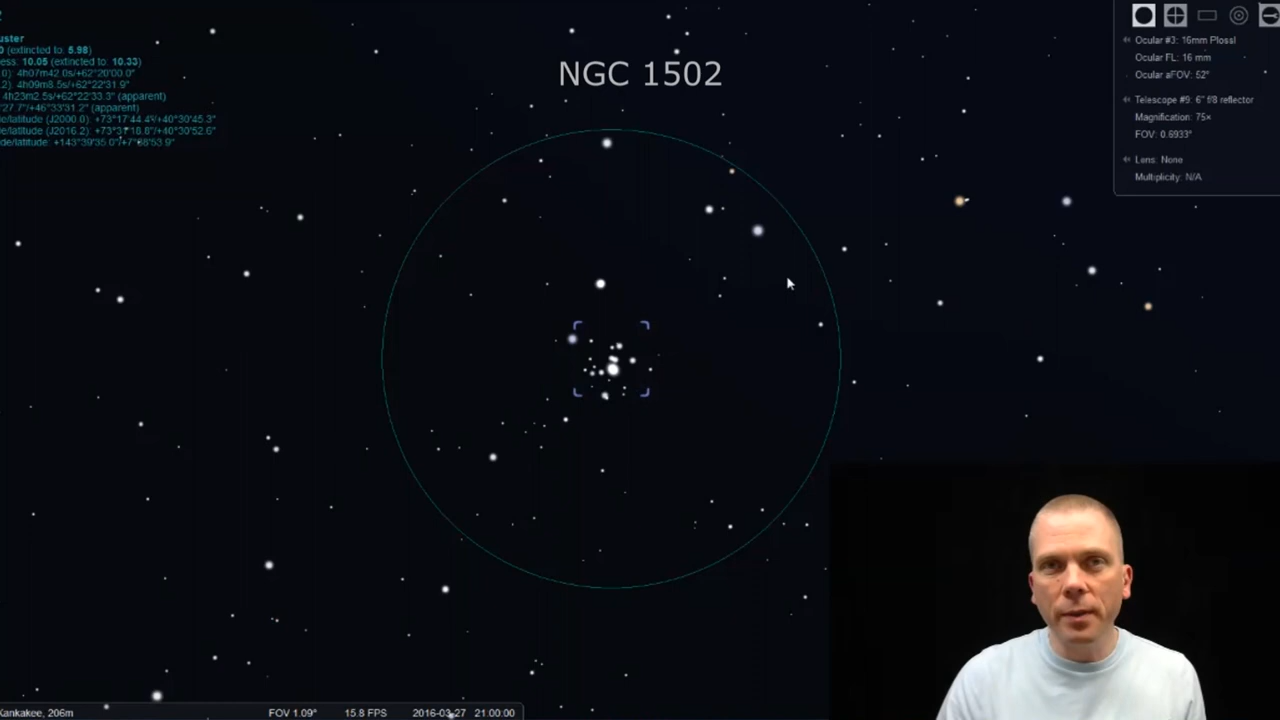 2
uster
0 (extincted to: 5.98)
ess: 10.05 (extincted to: 10.33)
.0): 4h07m42.0s/+62°20'00.0"
.2): 4h09m8.5s/+62°22'31.9"
4h23m2.5s/+62°22'33.3" (apparent)
°27'7.7"/+46°33'31.2" (apparent)
de/latitude (J2000.0): +73°17'44.4"/+40°30'45.3"
de/latitude (J2016.2): +73°31'18.8"/+40°30'52.6"
de/latitude: +143°39'35.0"/+7°38'53.9"
NGC 1502
Ocular #3: 16mm Plossl
Ocular FL: 16 mm
Ocular aFOV: 52°
Telescope #9: 6" f/8 reflector
Magnification: 75×
FOV: 0.6933°
Lens: None
Multiplicity: N/A
Kankakee, 206m FOV 1.09° 15.8 FPS 2016-03-27 21:00:00